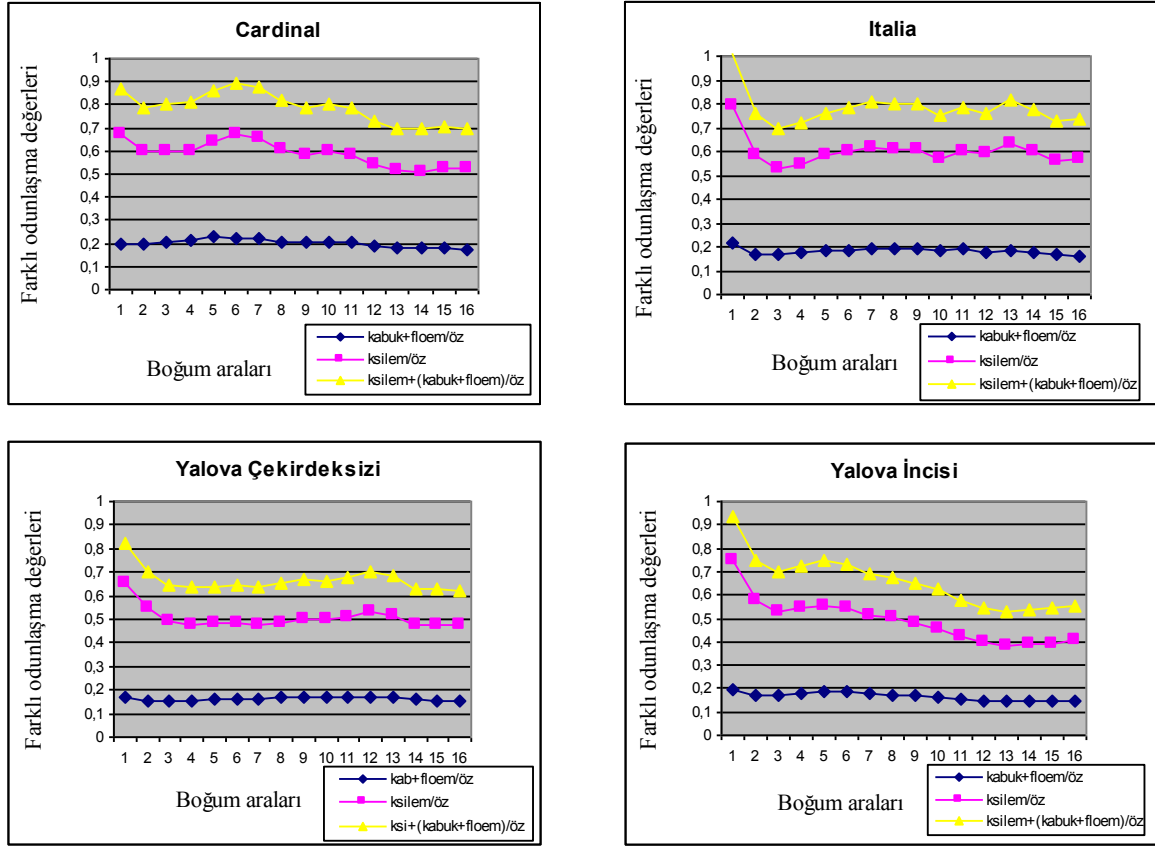 Cardinal
Farklı odunlaşma değerleri
1
0,9
0,8
0,7
0,6
0,5
0,4
0,3
0,2
0,1
0
1 2 3 4 5 6 7 8 9 10 11 12 13 14 15 16
Boğum araları
kabuk+floem/öz
ksilem/öz
ksilem+(kabuk+floem)/öz
Italia
Farklı odunlaşma değerleri
1
0,9
0,8
0,7
0,6
0,5
0,4
0,3
0,2
0,1
0
1 2 3 4 5 6 7 8 9 10 11 12 13 14 15 16
Boğum araları
kabuk+floem/öz
ksilem/öz
ksilem+(kabuk+floem)/öz
Yalova Çekirdeksizi
Farklı odunlaşma değerleri
1
0,9
0,8
0,7
0,6
0,5
0,4
0,3
0,2
0,1
0
1 2 3 4 5 6 7 8 9 10 11 12 13 14 15 16
Boğum araları
kab+floem/öz
ksilem/öz
ksi+(kabuk+floem)/öz
Yalova İncisi
Farklı odunlaşma değerleri
1
0,9
0,8
0,7
0,6
0,5
0,4
0,3
0,2
0,1
0
1 2 3 4 5 6 7 8 9 10 11 12 13 14 15 16
Boğum araları
kabuk+floem/öz
ksilem/öz
ksilem+(kabuk+floem)/öz